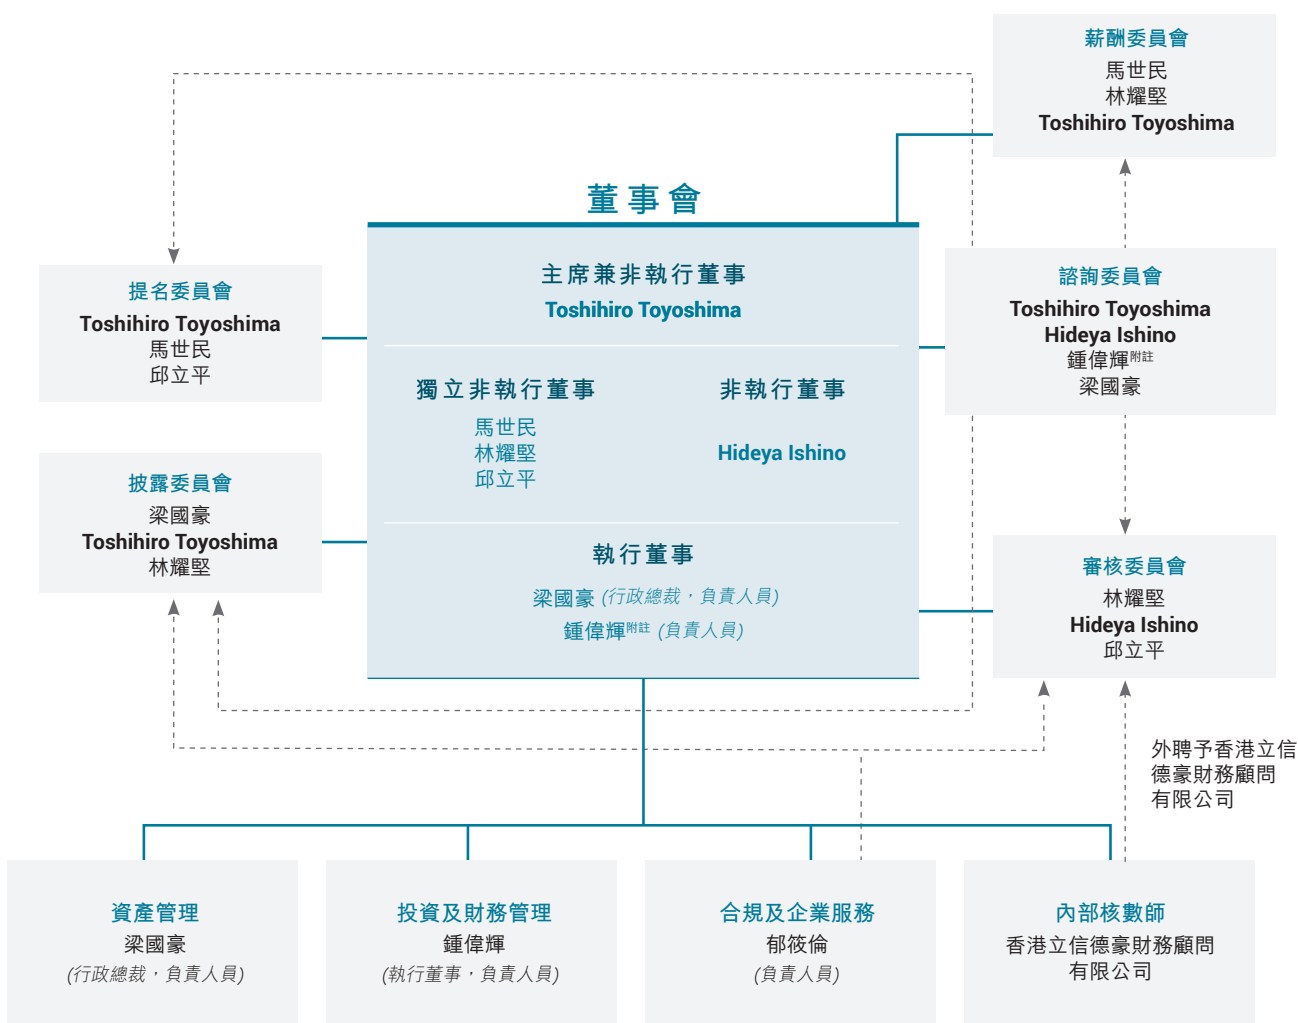 薪酬委員會
馬世民
林耀堅
Toshihiro Toyoshima
董事會
主席兼非執行董事
Toshihiro Toyoshima
獨立非執行董事
馬世民
林耀堅
邱立平
非執行董事
Hideya Ishino
執行董事
梁國豪 (行政總裁，負責人員)
鍾偉輝附註 (負責人員)
提名委員會
Toshihiro Toyoshima
馬世民
邱立平
諮詢委員會
Toshihiro Toyoshima
Hideya Ishino
鍾偉輝附註
梁國豪
披露委員會
梁國豪
Toshihiro Toyoshima
林耀堅
審核委員會
林耀堅
Hideya Ishino
邱立平
外聘予香港立信
德豪財務顧問
有限公司
資產管理
梁國豪
(行政總裁，負責人員)
投資及財務管理
鍾偉輝
(執行董事，負責人員)
合規及企業服務
郁筱倫
(負責人員)
內部核數師
香港立信德豪財務顧問
有限公司